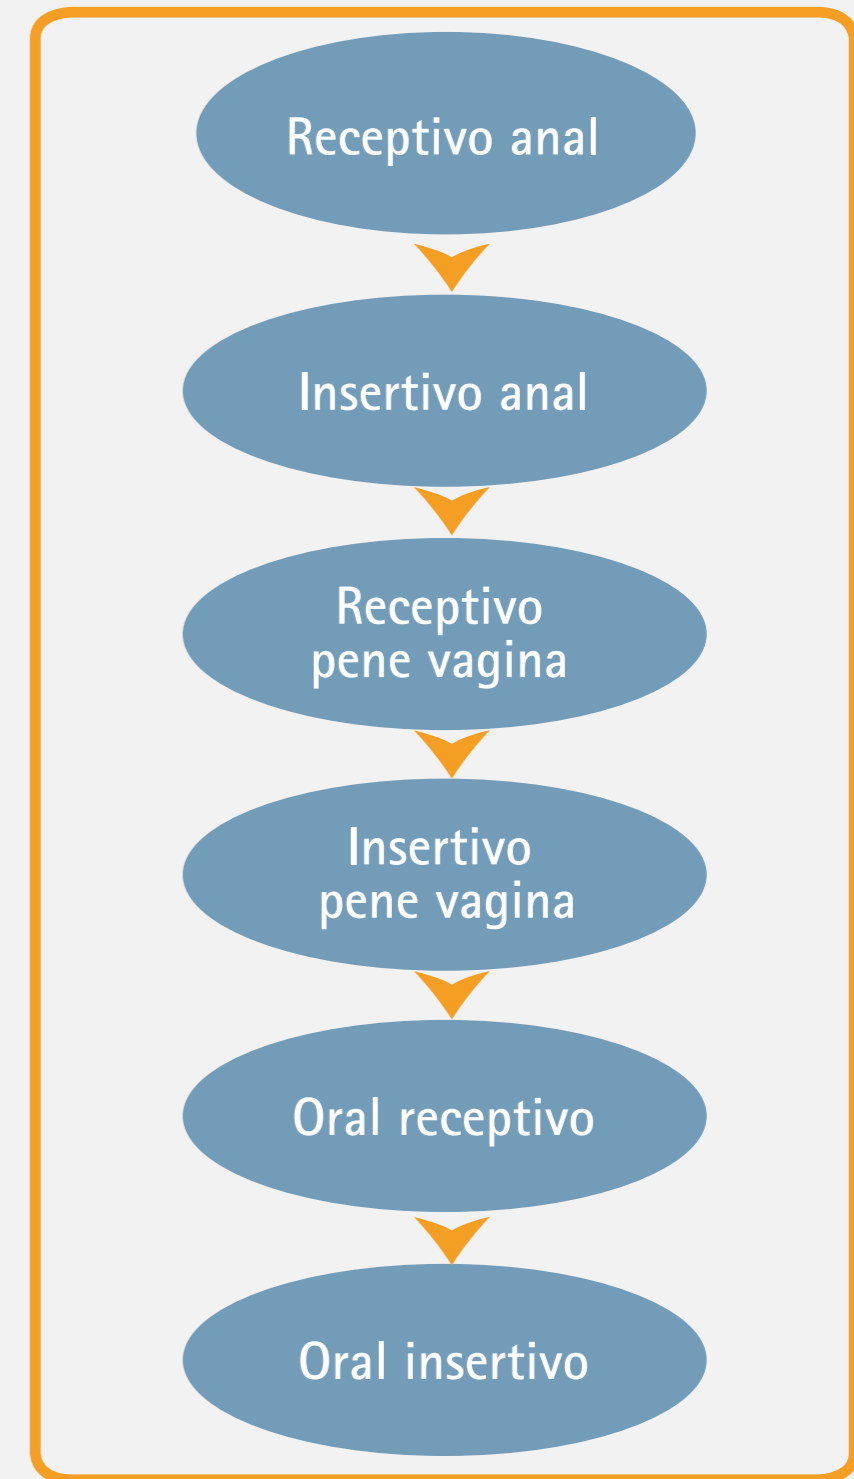 Receptivo anal
Insertivo anal
Receptivo
pene vagina
Insertivo
pene vagina
Oral receptivo
Oral insertivo